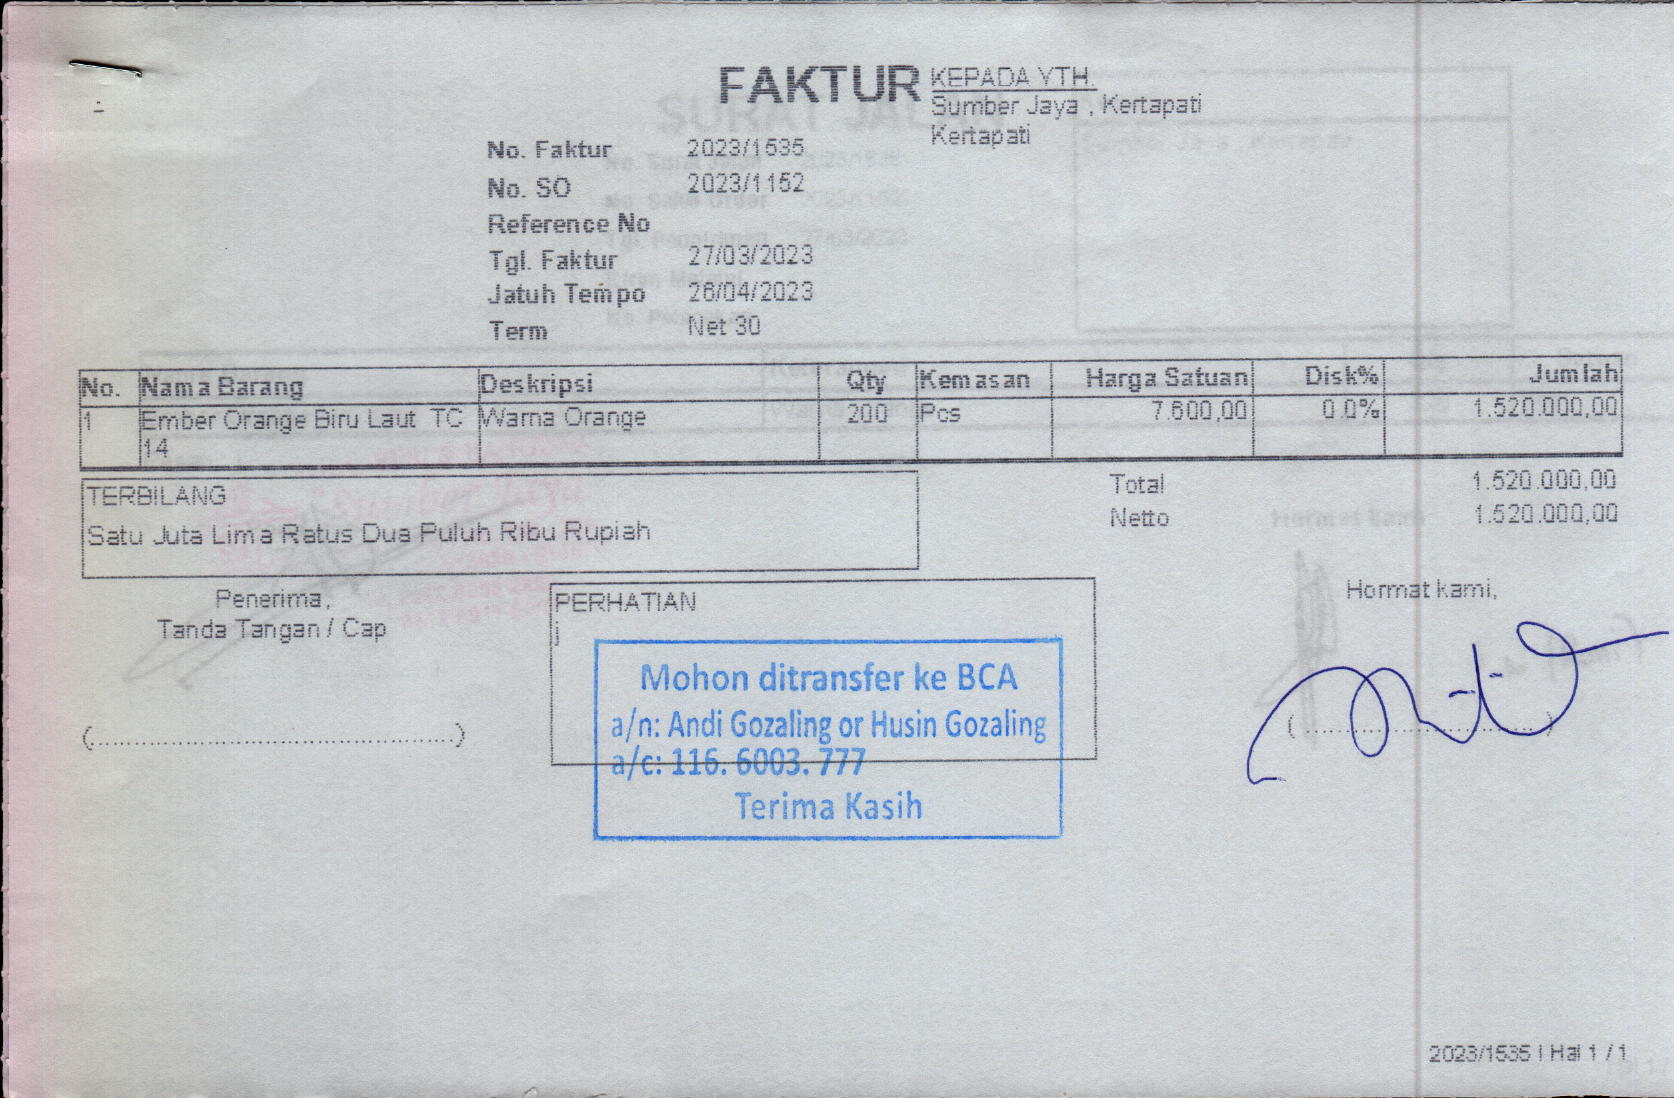 FAKTUR
KEPADA YTH.
Sumber Jaya , Kertapati
Kertapati
No. Faktur 2023/1535
No. SO 2023/1152
Reference No
Tgl. Faktur 27/03/2023
Jatuh Tempo 26/04/2023
Term Net 30
No. Nama Barang Deskripsi Qty Kemasan Harga Satuan Disk% Jumlah
1 Ember Orange Biru Laut TC Warna Orange 200 Pcs 7.600,00 0.0% 1.520.000,00
14
TERBILANG
Satu Juta Lima Ratus Dua Puluh Ribu Rupiah
Total 1.520.000,00
Netto 1.520.000,00
Penerima,
Tanda Tangan / Cap
(...............................................)
PERHATIAN
j
Mohon ditransfer ke BCA
a/n: Andi Gozaling or Husin Gozaling
a/c: 116. 6003. 777
Terima Kasih
Hormat kami,
(................................)
2023/1535 | Hal 1 / 1